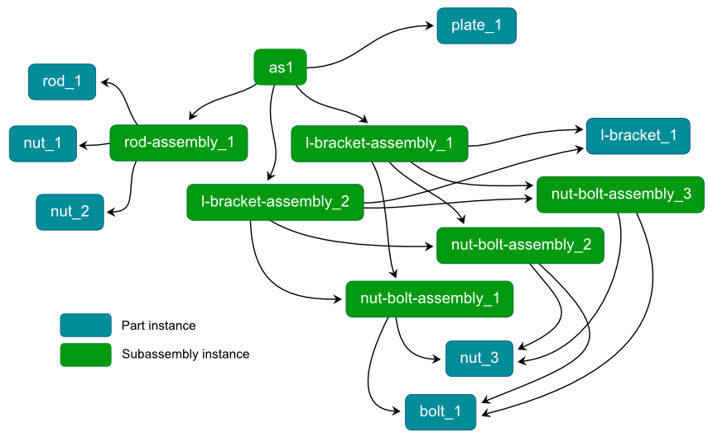 plate_1
as1
rod_1
nut_1
rod-assembly_1
l-bracket-assembly_1
l-bracket_1
nut_2
l-bracket-assembly_2
nut-bolt-assembly_3
nut-bolt-assembly_2
nut-bolt-assembly_1
Part instance
Subassembly instance
nut_3
bolt_1